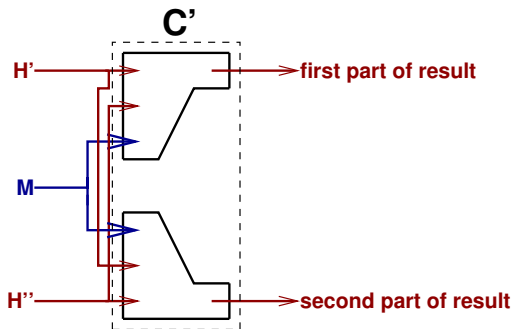 C’
H’
first part of result
M
H’’
second part of result